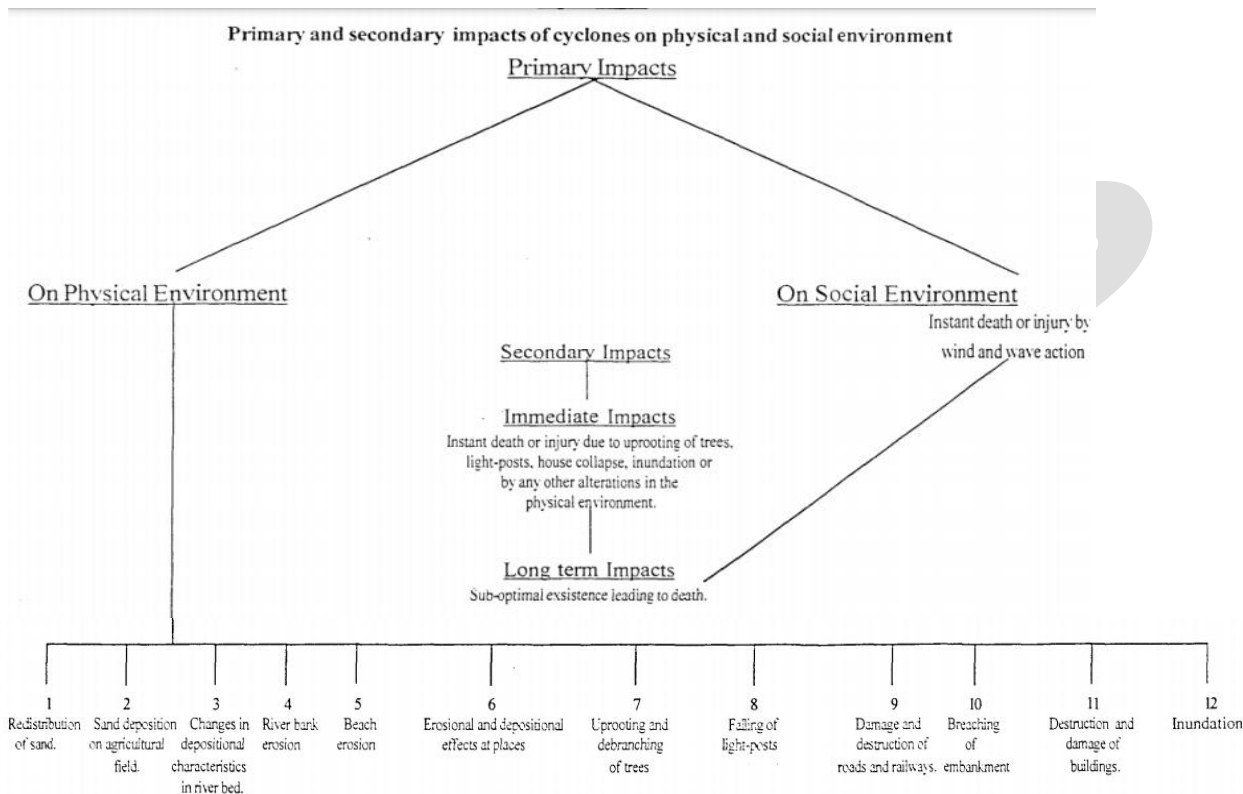 Primary and secondary impacts of cyclones on physical and social environment
Primary Impacts
On Physical Environment
On Social Environment
Instant death or injury by
wind and wave action
Secondary Impacts
Immediate Impacts
Instant death or injury due to uprooting of trees,
light-posts, house collapse, inundation or
by any other alterations in the
physical environment.
Long term Impacts
Sub-optimal exsistence leading to death.
1
Redistribution
of sand.
2
Sand deposition
on agricultural
field.
3
Changes in
depositional
characteristics
in river bed.
4
River bank
erosion
5
Beach
erosion
6
Erosional and depositional
effects at places
7
Uprooting and
debranching
of trees
8
Falling of
light-posts
9
Damage and
destruction of
roads and railways.
10
Breaching
of
embankment
11
Destruction and
damage of
buildings.
12
Inundation